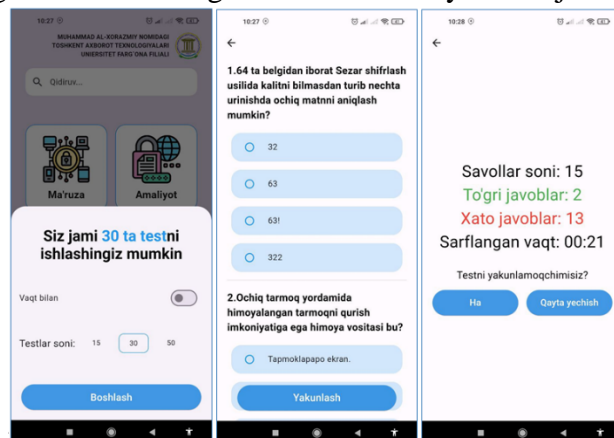 10:27
MUHAMMAD AL-XORAZMIY NOMIDAGI
TOSHKENT AXBOROT TEXNOLOGIYALARI
UNIVERSITET FARG'ONA FILIALI
Qidiruv...
Ma'ruza
Amaliyot
Siz jami 30 ta testni
ishlashingiz mumkin
Vaqt bilan
Testlar soni: 15 30 50
Boshlash
10:27
1.64 ta belgidan iborat Sezar shifrlash
usilida kalitni bilmasdan turib nechta
urinishda ochiq matnni aniqlash
mumkin?
32
63
63!
322
2.Ochiq tarmoq yordamida
himoyalangan tarmoqni qurish
imkoniyatiga ega himoya vositasi bu?
Tapmoklapapo ekran.
Yakunlash
10:28
Savollar soni: 15
To'gri javoblar: 2
Xato javoblar: 13
Sarflangan vaqt: 00:21
Testni yakunlamoqchimisiz?
Ha
Qayta yechish